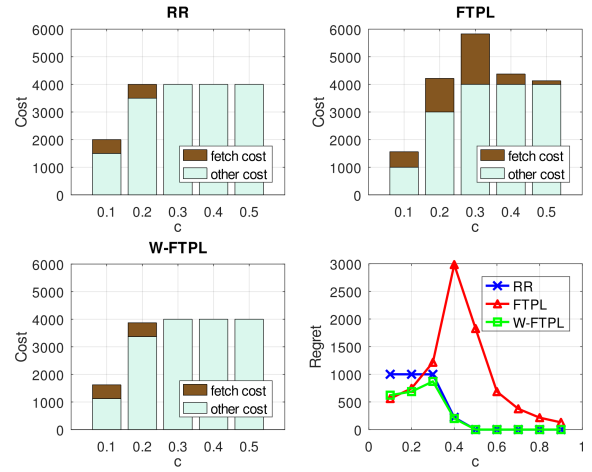 RR
6000
5000
4000
3000
2000
1000
0
Cost
fetch cost
other cost
0.1 0.2 0.3 0.4 0.5
c
FTPL
6000
5000
4000
3000
2000
1000
0
Cost
fetch cost
other cost
0.1 0.2 0.3 0.4 0.5
c
W-FTPL
6000
5000
4000
3000
2000
1000
0
Cost
fetch cost
other cost
0.1 0.2 0.3 0.4 0.5
c
3000
2500
2000
1500
1000
500
0
Regret
RR
FTPL
W-FTPL
0 0.2 0.4 0.6 0.8 1
c